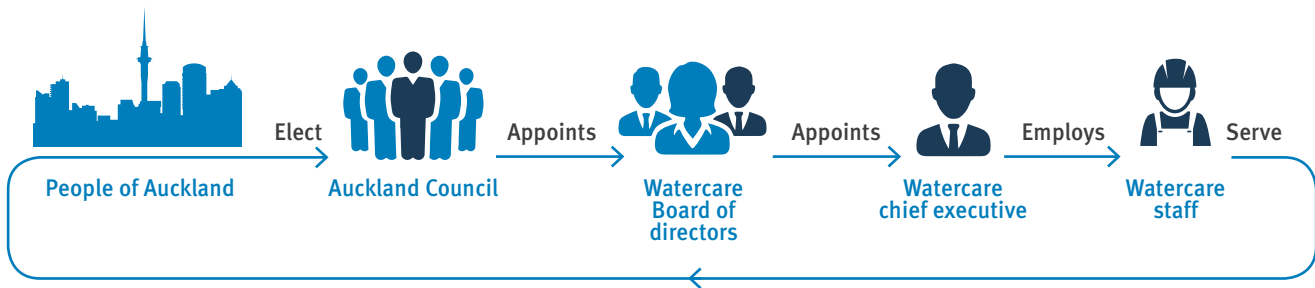 Elect
Appoints
Appoints
Employs
Serve
People of Auckland
Auckland Council
Watercare
Board of
directors
Watercare
chief executive
Watercare
staff